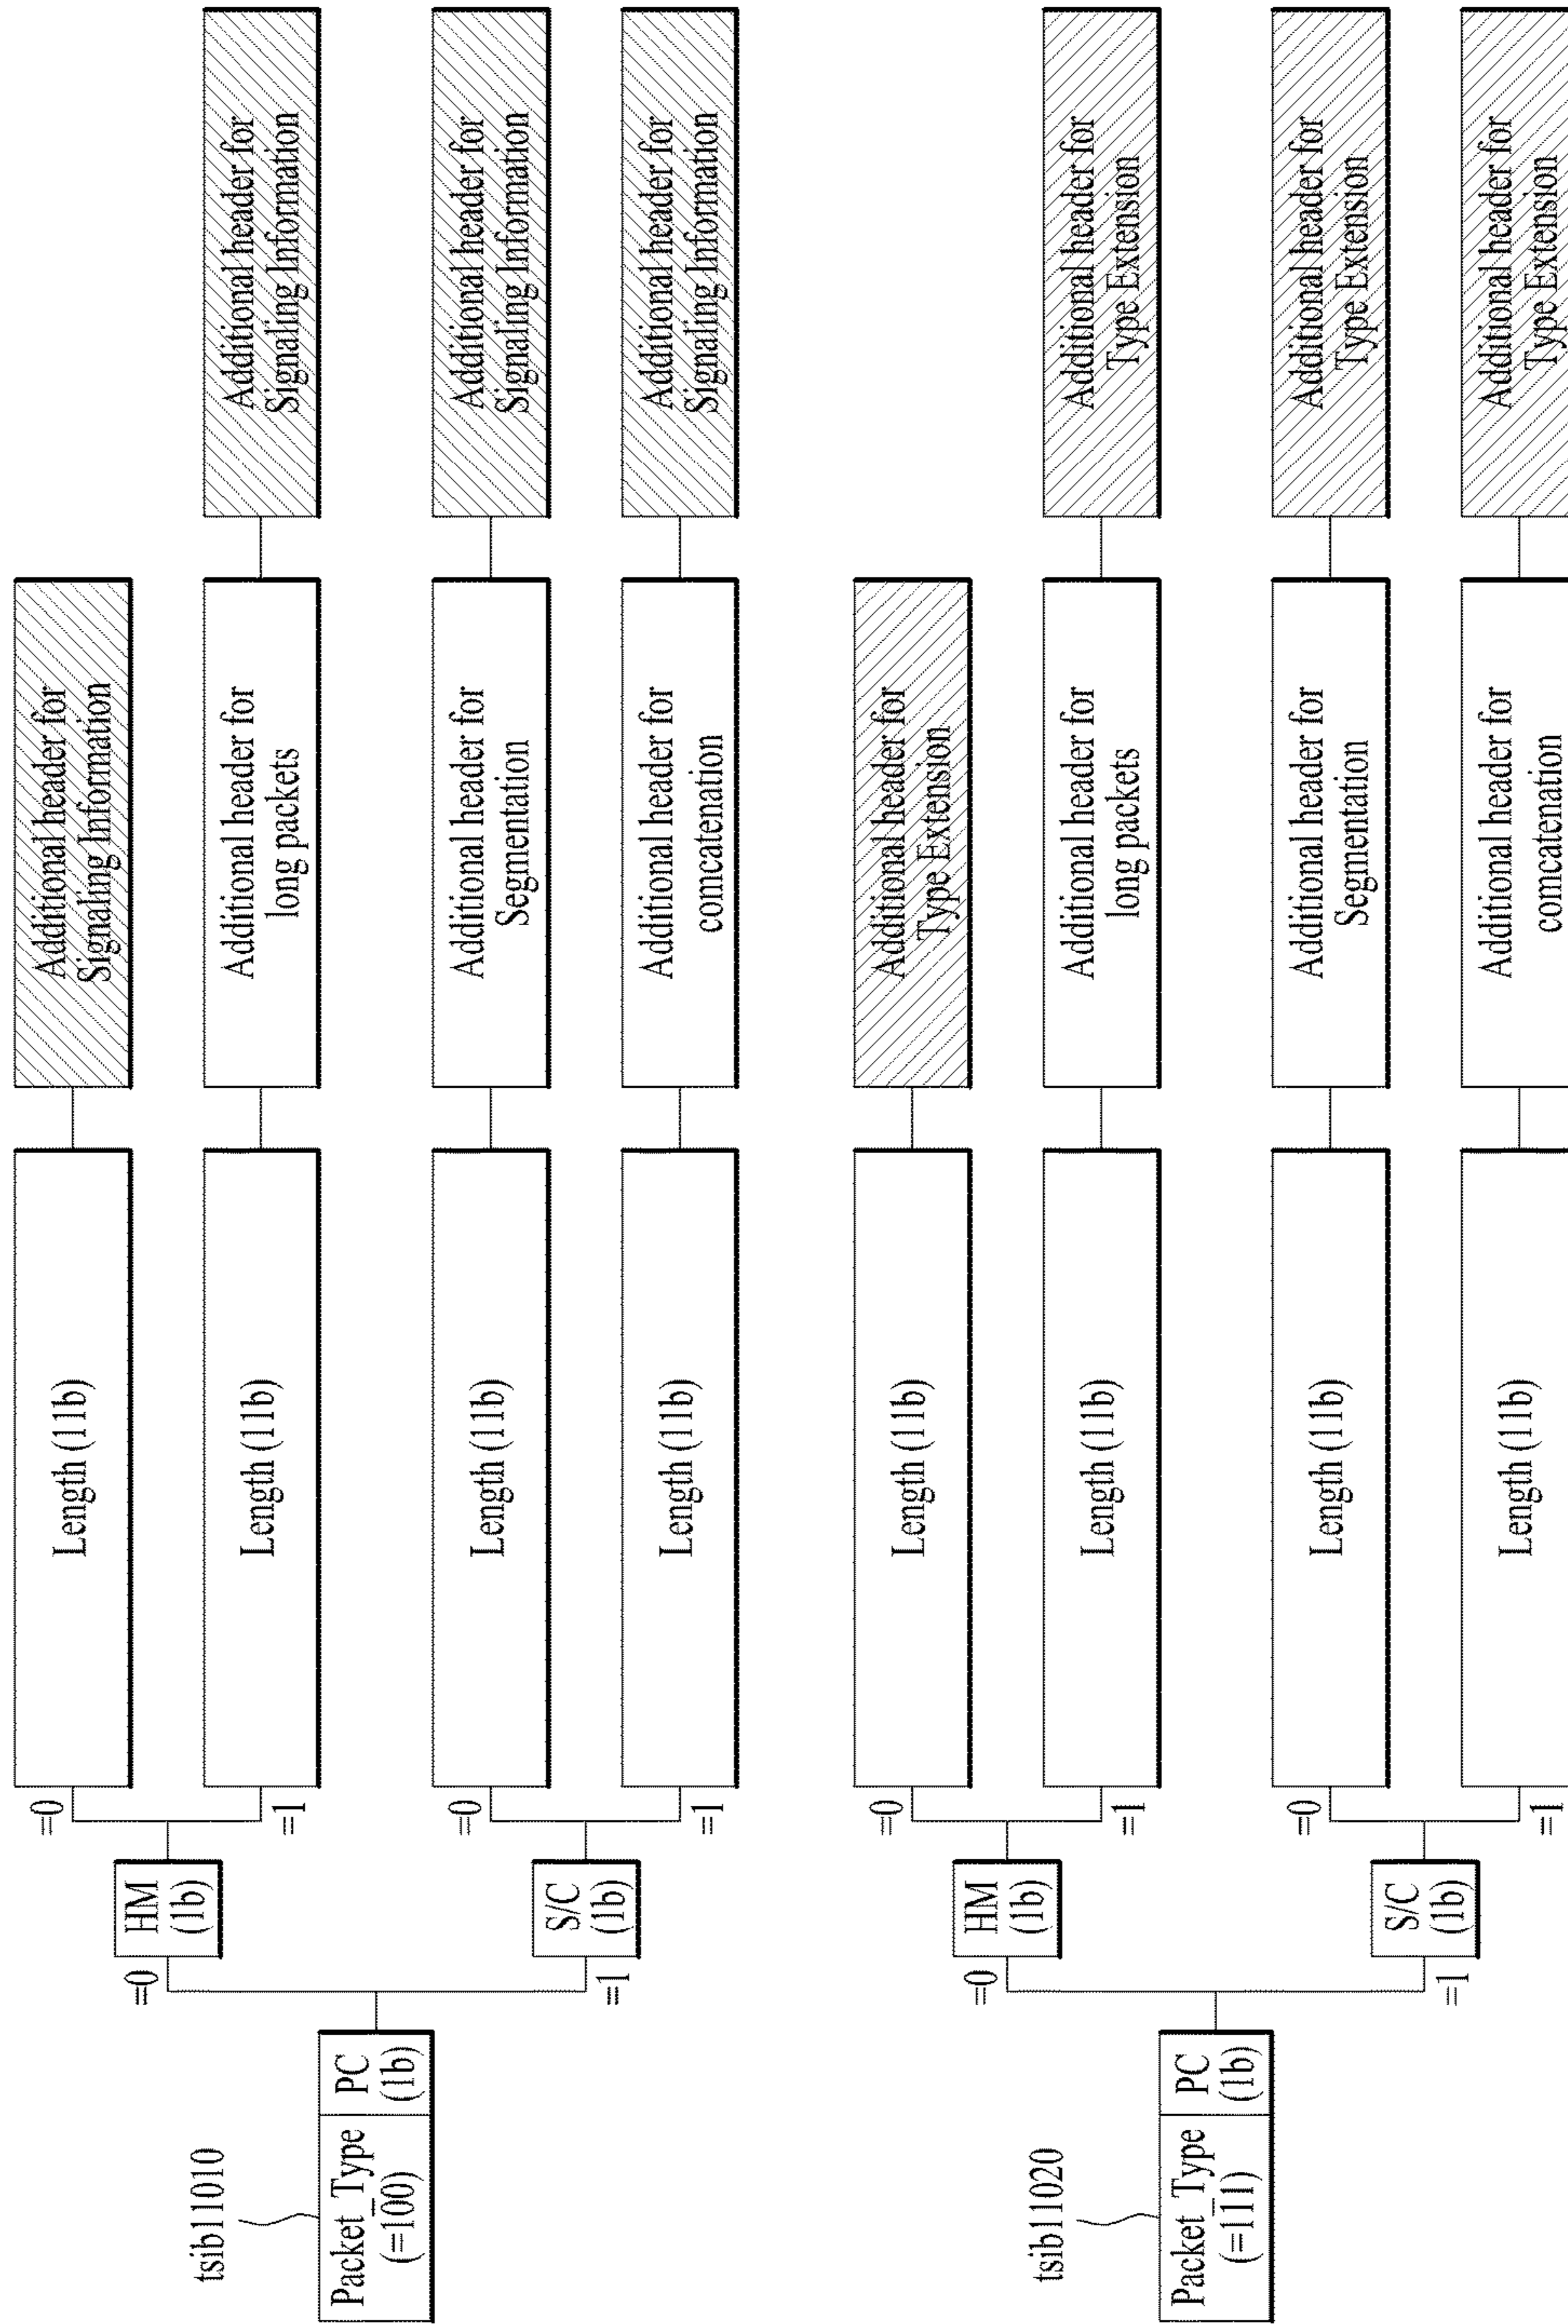 tsib11010
Packet_Type
(=100)
PC
(1b)
=0
HM
(1b)
=0
Length (11b)
Additional header for
Signaling Information
=1
Length (11b)
Additional header for
long packets
Additional header for
Signaling Information
=1
S/C
(1b)
=0
Length (11b)
Additional header for
Segmentation
Additional header for
Signaling Information
=1
Length (11b)
Additional header for
comcatenation
Additional header for
Signaling Information
tsib11020
Packet_Type
(=111)
PC
(1b)
=0
HM
(1b)
=0
Length (11b)
Additional header for
Type Extension
=1
Length (11b)
Additional header for
long packets
Additional header for
Type Extension
=1
S/C
(1b)
=0
Length (11b)
Additional header for
Segmentation
Additional header for
Type Extension
=1
Length (11b)
Additional header for
comcatenation
Additional header for
Type Extension